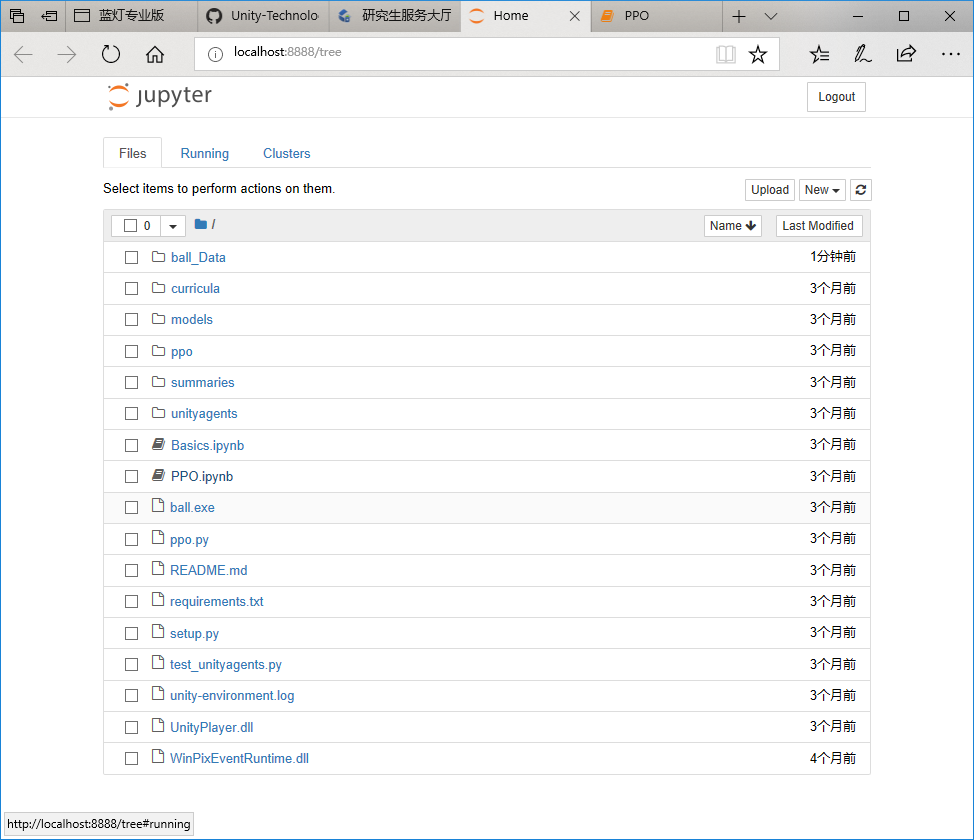 蓝灯专业版
Unity-Technolo
研究生服务大厅
Home
PPO
localhost:8888/tree
jupyter
Logout
Files
Running
Clusters
Select items to perform actions on them.
Upload
New
0
/
Name
Last Modified
ball_Data 1分钟前
curricula 3个月前
models 3个月前
ppo 3个月前
summaries 3个月前
unityagents 3个月前
Basics.ipynb 3个月前
PPO.ipynb 3个月前
ball.exe 3个月前
ppo.py 3个月前
README.md 3个月前
requirements.txt 3个月前
setup.py 3个月前
test_unityagents.py 3个月前
unity-environment.log 3个月前
UnityPlayer.dll 3个月前
WinPixEventRuntime.dll 4个月前
http://localhost:8888/tree#running